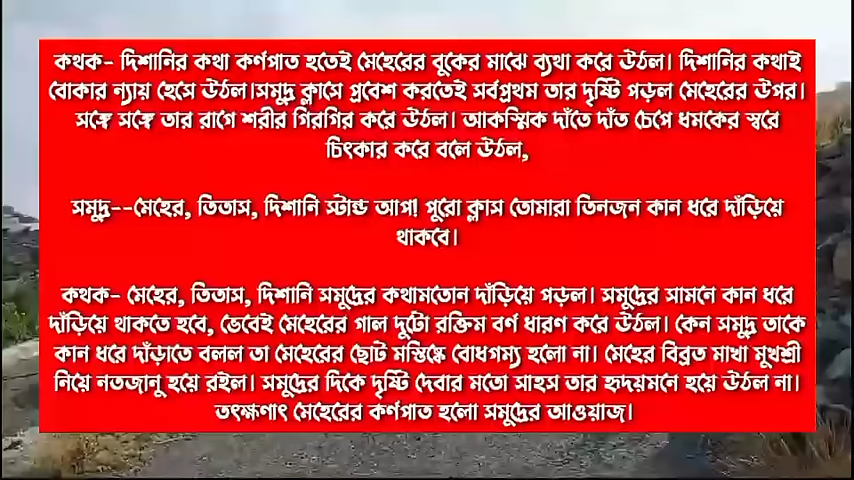 কথক- দিশানির কথা কর্ণপাত হতেই মেহেরের বুকের মাঝে ব্যথা করে উঠল। দিশানির কথাই
বোকার ন্যায় হেসে উঠল।সমুদ্র ক্লাসে প্রবেশ করতেই সর্বপ্রথম তার দৃষ্টি পড়ল মেহেরের উপর।
সঙ্গে সঙ্গে তার রাগে শরীর গিরগির করে উঠল। আকস্মিক দাঁতে দাঁত চেপে ধমকের স্বরে
চিৎকার করে বলে উঠল,
সমুদ্র--মেহের, তিতাস, দিশানি স্টান্ড আপ! পুরো ক্লাস তোমারা তিনজন কান ধরে দাঁড়িয়ে
থাকবে।
কথক- মেহের, তিতাস, দিশানি সমুদ্রের কথামতোন দাঁড়িয়ে পড়ল। সমুদ্রের সামনে কান ধরে
দাঁড়িয়ে থাকতে হবে, ভেবেই মেহেরের গাল দুটো রক্তিম বর্ণ ধারণ করে উঠল। কেন সমুদ্র তাকে
কান ধরে দাঁড়াতে বলল তা মেহেরের ছোট মস্তিষ্কে বোধগম্য হলো না। মেহের বিব্রত মাখা মুখশ্রী
নিয়ে নতজানু হয়ে রইল। সমুদ্রের দিকে দৃষ্টি দেবার মতো সাহস তার হৃদয়মনে হয়ে উঠল না।
তৎক্ষণাৎ মেহেরের কর্ণপাত হলো সমুদ্রের আওয়াজ।